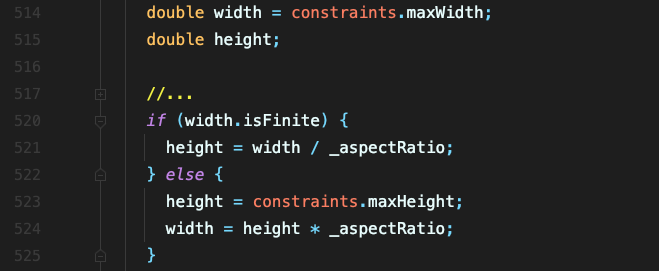 514 double width = constraints.maxWidth;
515 double height;
516
517 //...
520 if (width.isFinite) {
521 height = width / _aspectRatio;
522 } else {
523 height = constraints.maxHeight;
524 width = height * _aspectRatio;
525 }